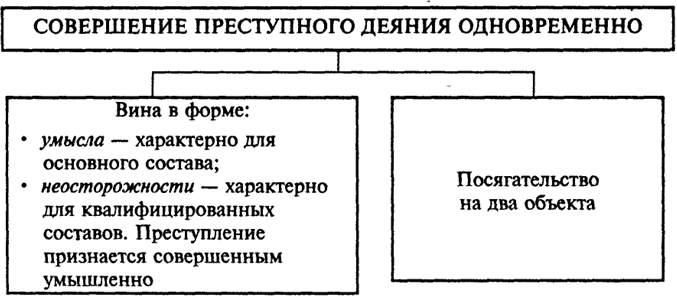 СОВЕРШЕНИЕ ПРЕСТУПНОГО ДЕЯНИЯ ОДНОВРЕМЕННО
Вина в форме:
• умысла — характерно для
основного состава;
• неосторожности — характерно
для квалифицированных
составов. Преступление
признается совершенным
умышленно
Посягательство
на два объекта